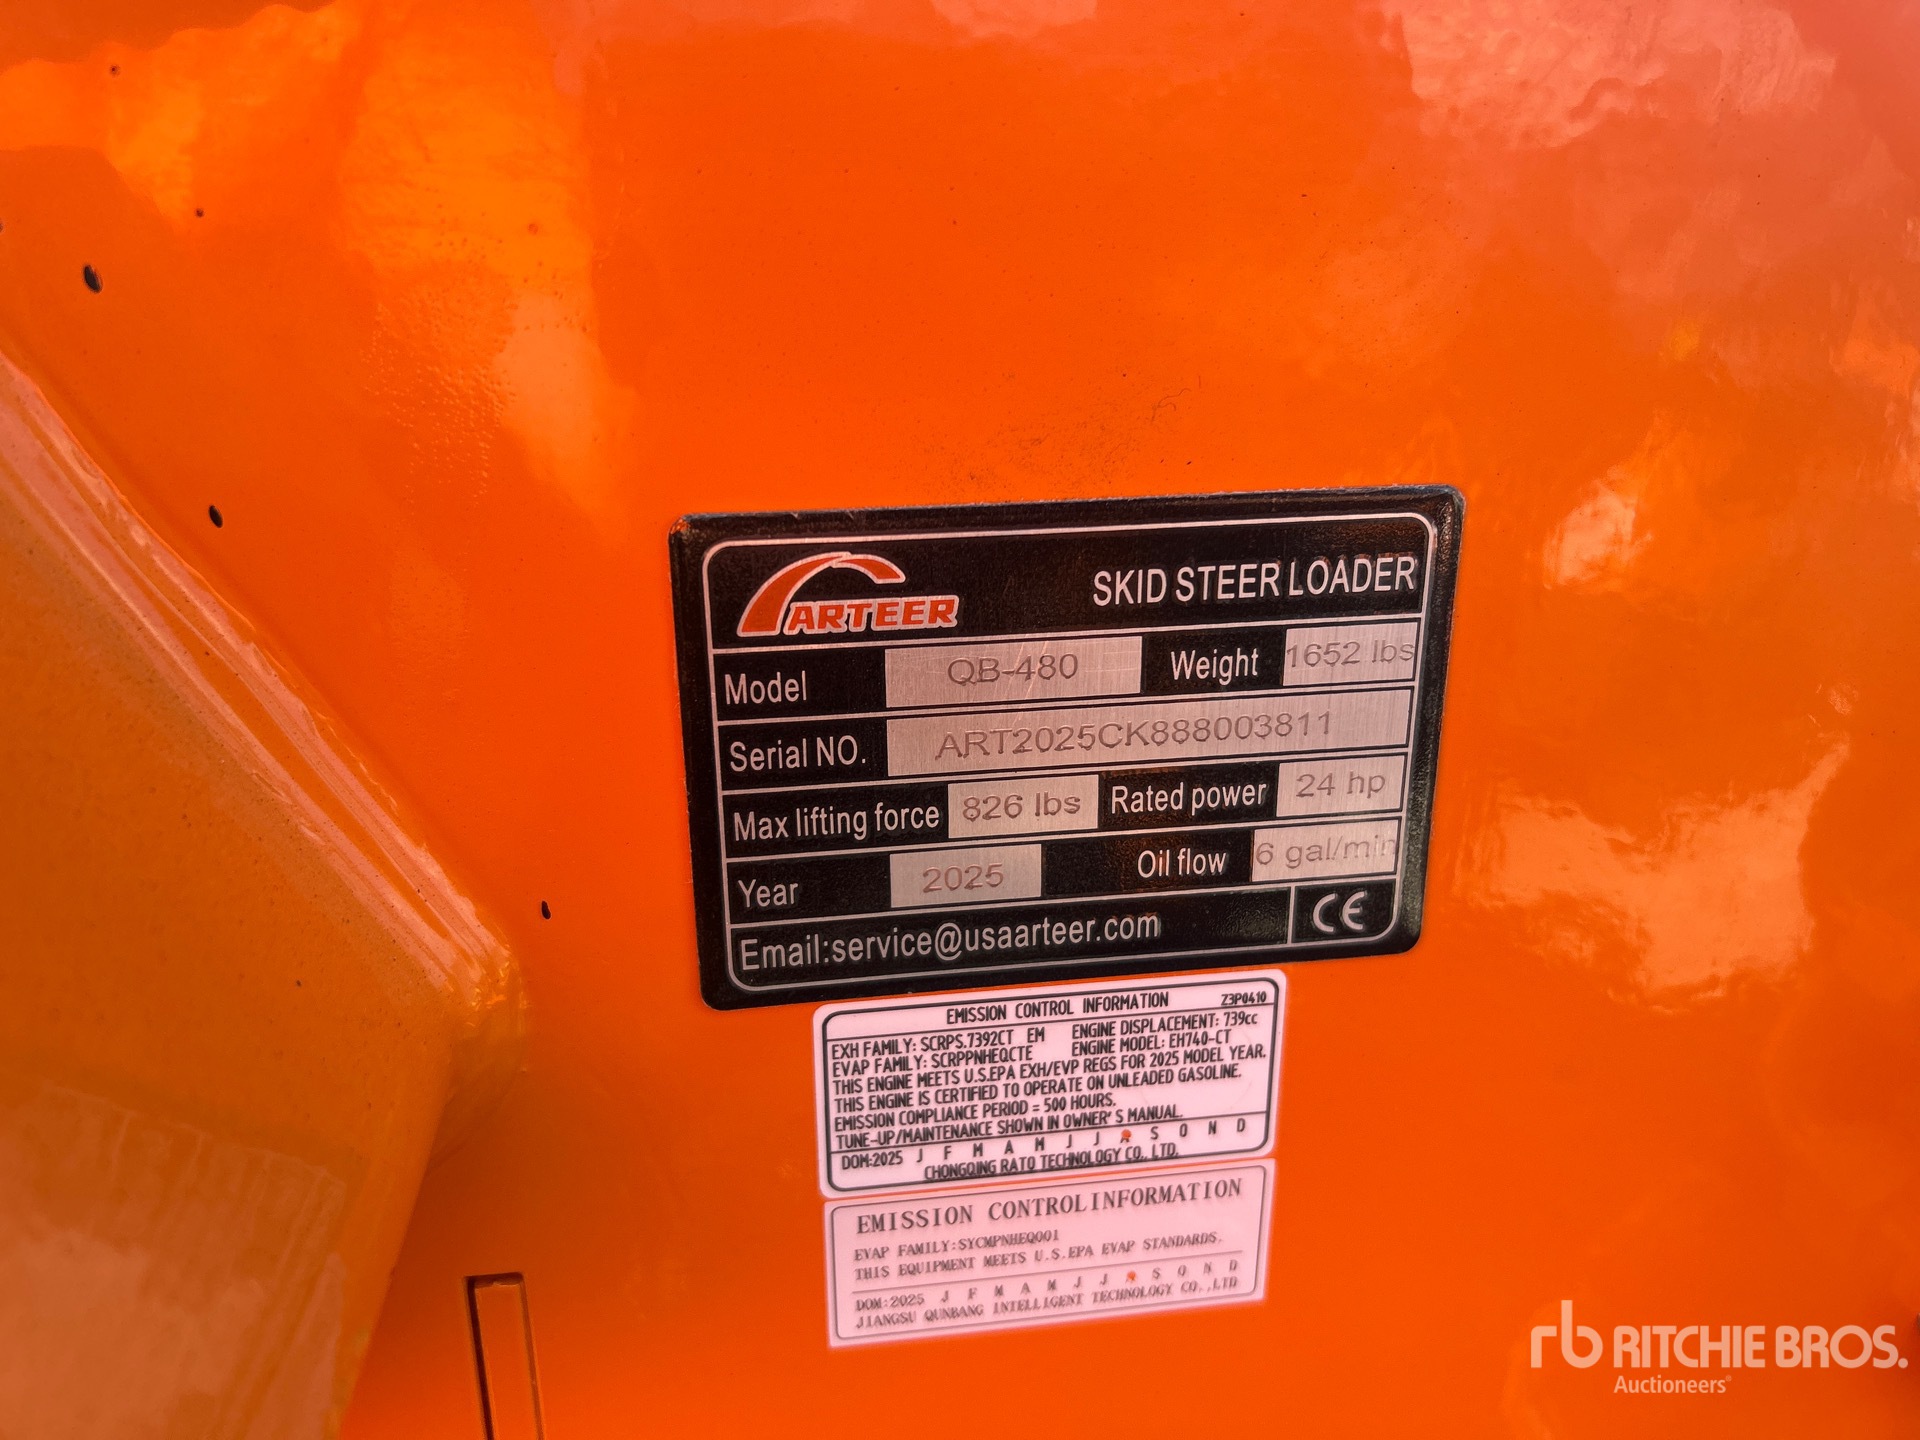 ARTEER SKID STEER LOADER
Model QB-480 Weight 1652 lbs
Serial NO. ART2025CK888003811
Max lifting force 826 lbs Rated power 24 hp
Year 2025 Oil flow 6 gal/min
Email:service@usaarteer.com CE
EMISSION CONTROL INFORMATION Z3P0410
EXH FAMILY: SCRPS.7392CT EM ENGINE DISPLACEMENT: 739cc
EVAP FAMILY: SCRPPNHEQCTE ENGINE MODEL: EH740-CT
THIS ENGINE MEETS U.S.EPA EXH/EVP REGS FOR 2025 MODEL YEAR.
THIS ENGINE IS CERTIFIED TO OPERATE ON UNLEADED GASOLINE.
EMISSION COMPLIANCE PERIOD = 500 HOURS.
TUNE-UP/MAINTENANCE SHOWN IN OWNER'S MANUAL.
DOM:2025 J F M A M J J A S O N D
CHONGQING RATO TECHNOLOGY CO., LTD.
EMISSION CONTROL INFORMATION
EVAP FAMILY:SYCMPNHEQ001
THIS EQUIPMENT MEETS U.S.EPA EVAP STANDARDS.
DOM:2025 J F M A M J J S O N D
JIANGSU QUNBANG INTELLIGENT TECHNOLOGY CO.,LTD
rb RITCHIE BROS.
Auctioneers